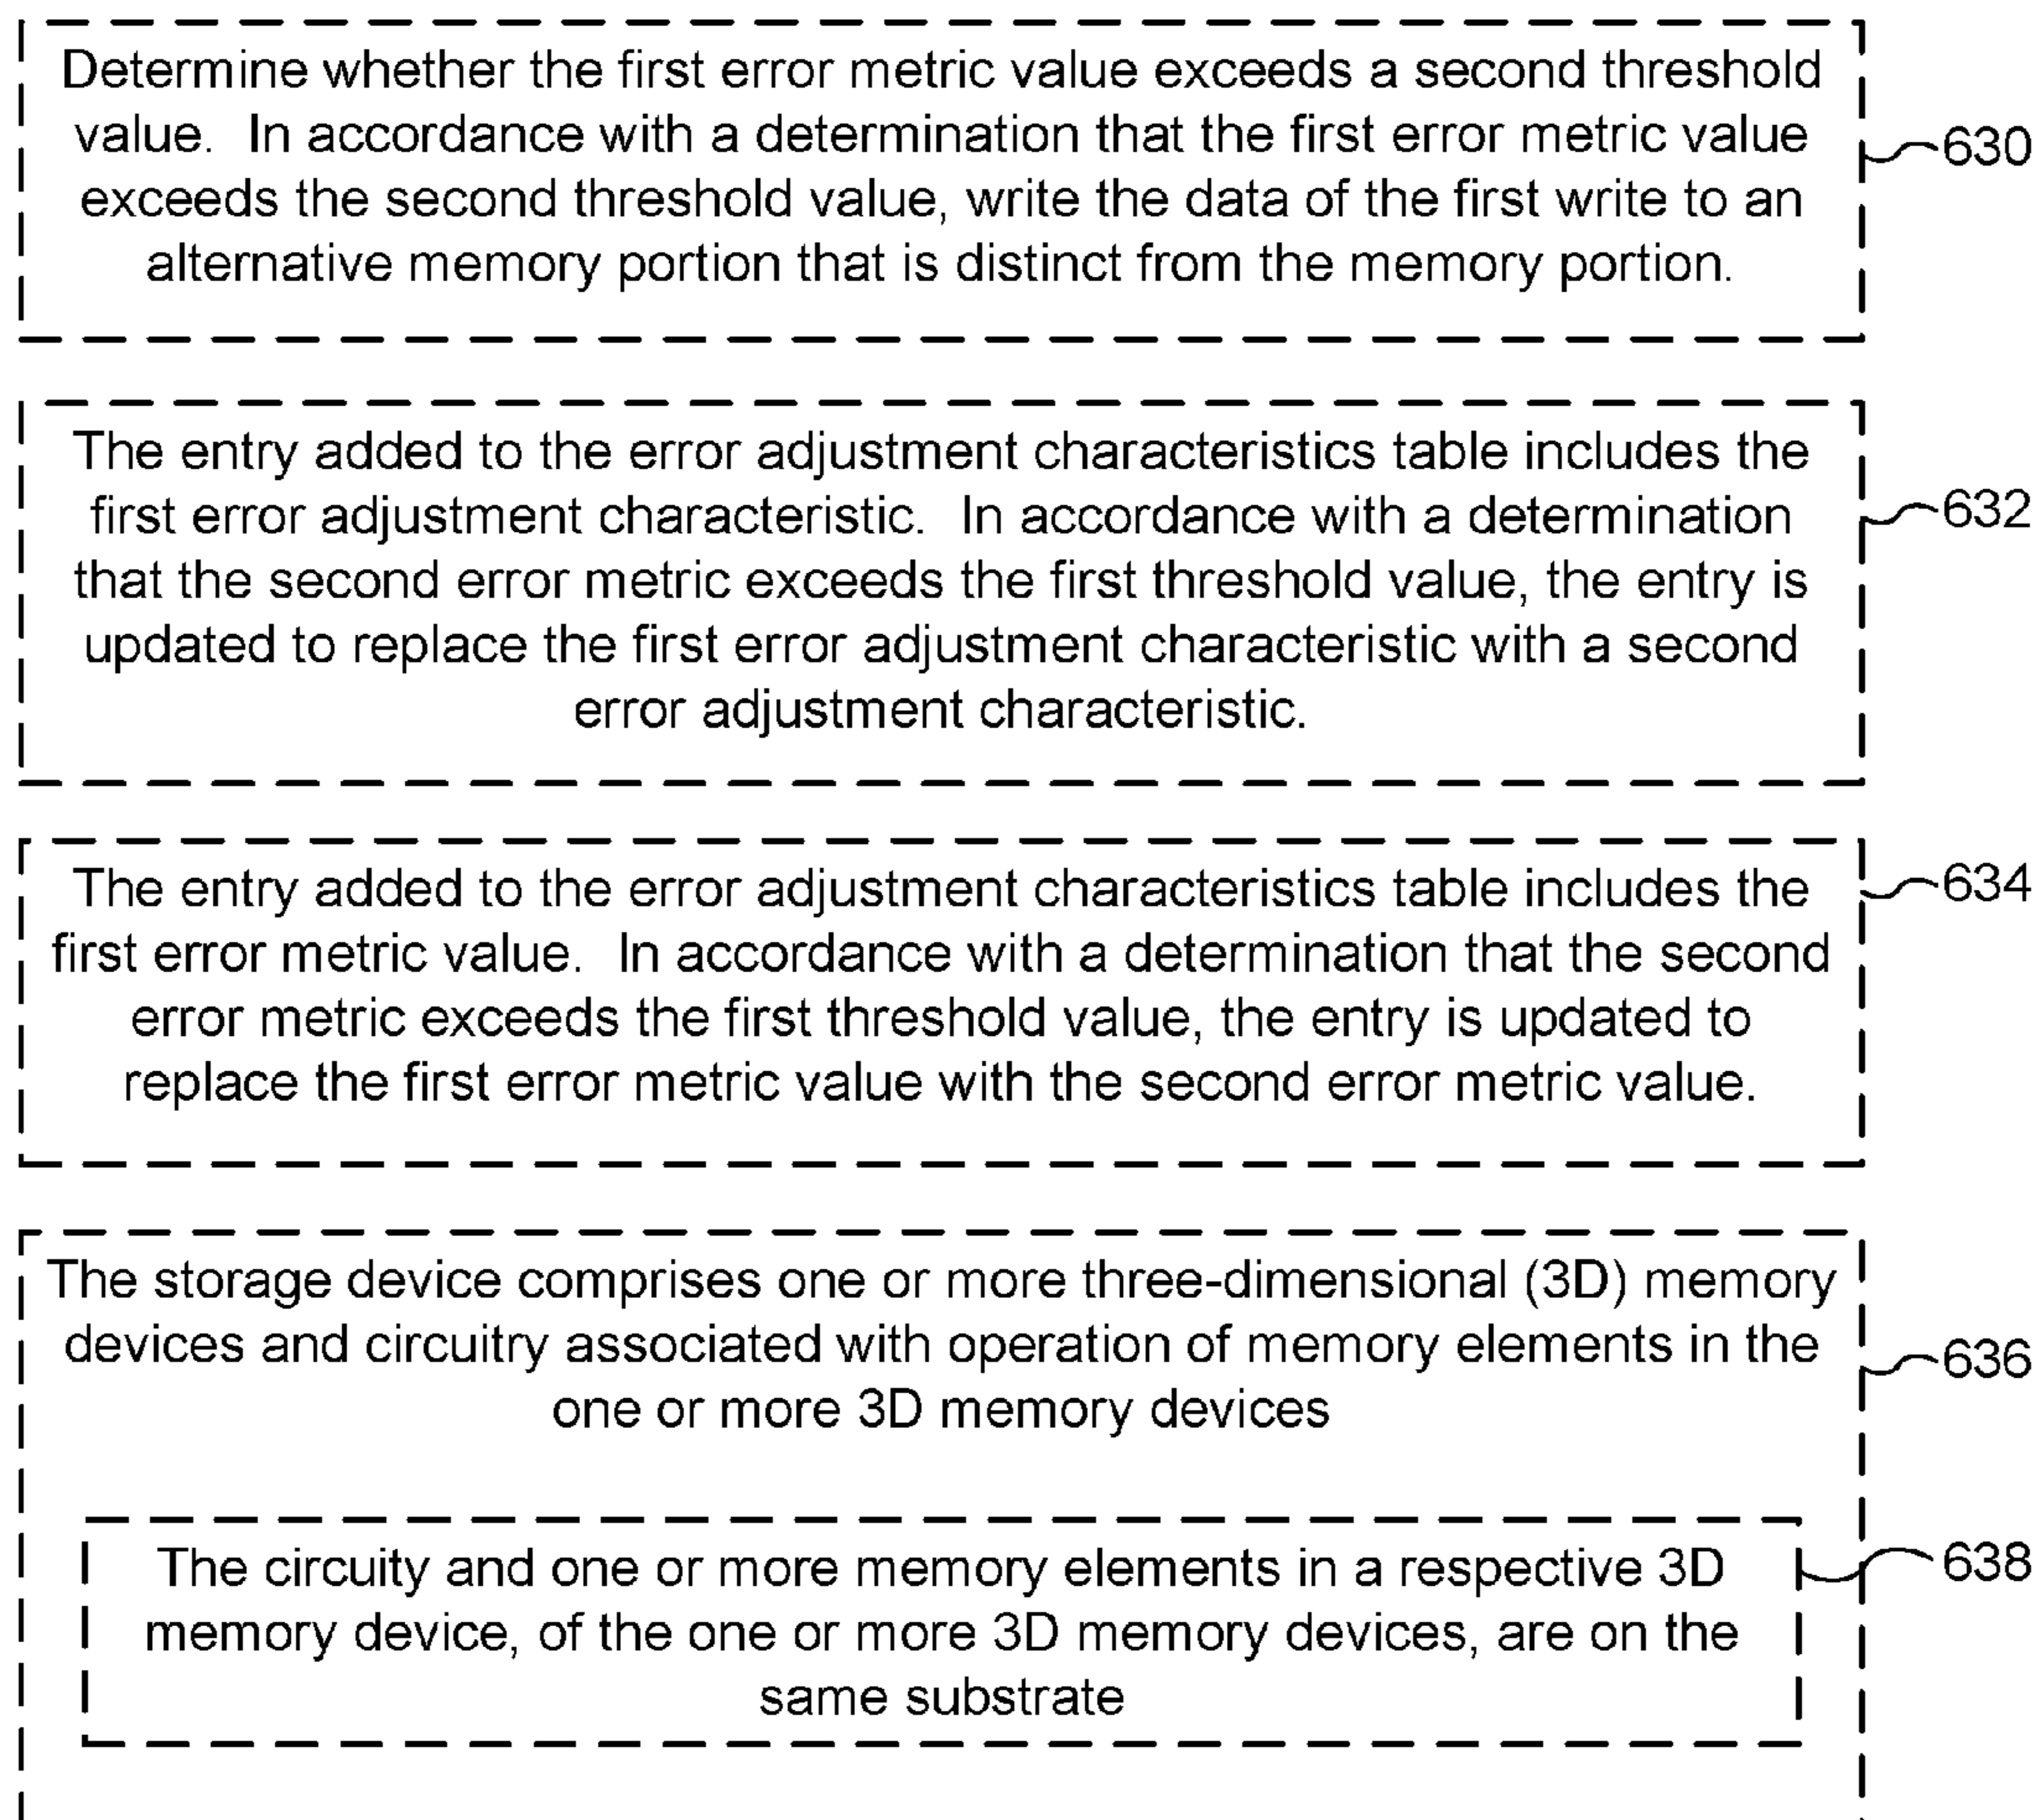 Determine whether the first error metric value exceeds a second threshold
value. In accordance with a determination that the first error metric value
exceeds the second threshold value, write the data of the first write to an
alternative memory portion that is distinct from the memory portion.
630
The entry added to the error adjustment characteristics table includes the
first error adjustment characteristic. In accordance with a determination
that the second error metric exceeds the first threshold value, the entry is
updated to replace the first error adjustment characteristic with a second
error adjustment characteristic.
632
The entry added to the error adjustment characteristics table includes the
first error metric value. In accordance with a determination that the second
error metric exceeds the first threshold value, the entry is updated to
replace the first error metric value with the second error metric value.
634
The storage device comprises one or more three-dimensional (3D) memory
devices and circuitry associated with operation of memory elements in the
one or more 3D memory devices
636
The circuity and one or more memory elements in a respective 3D
memory device, of the one or more 3D memory devices, are on the
same substrate
638